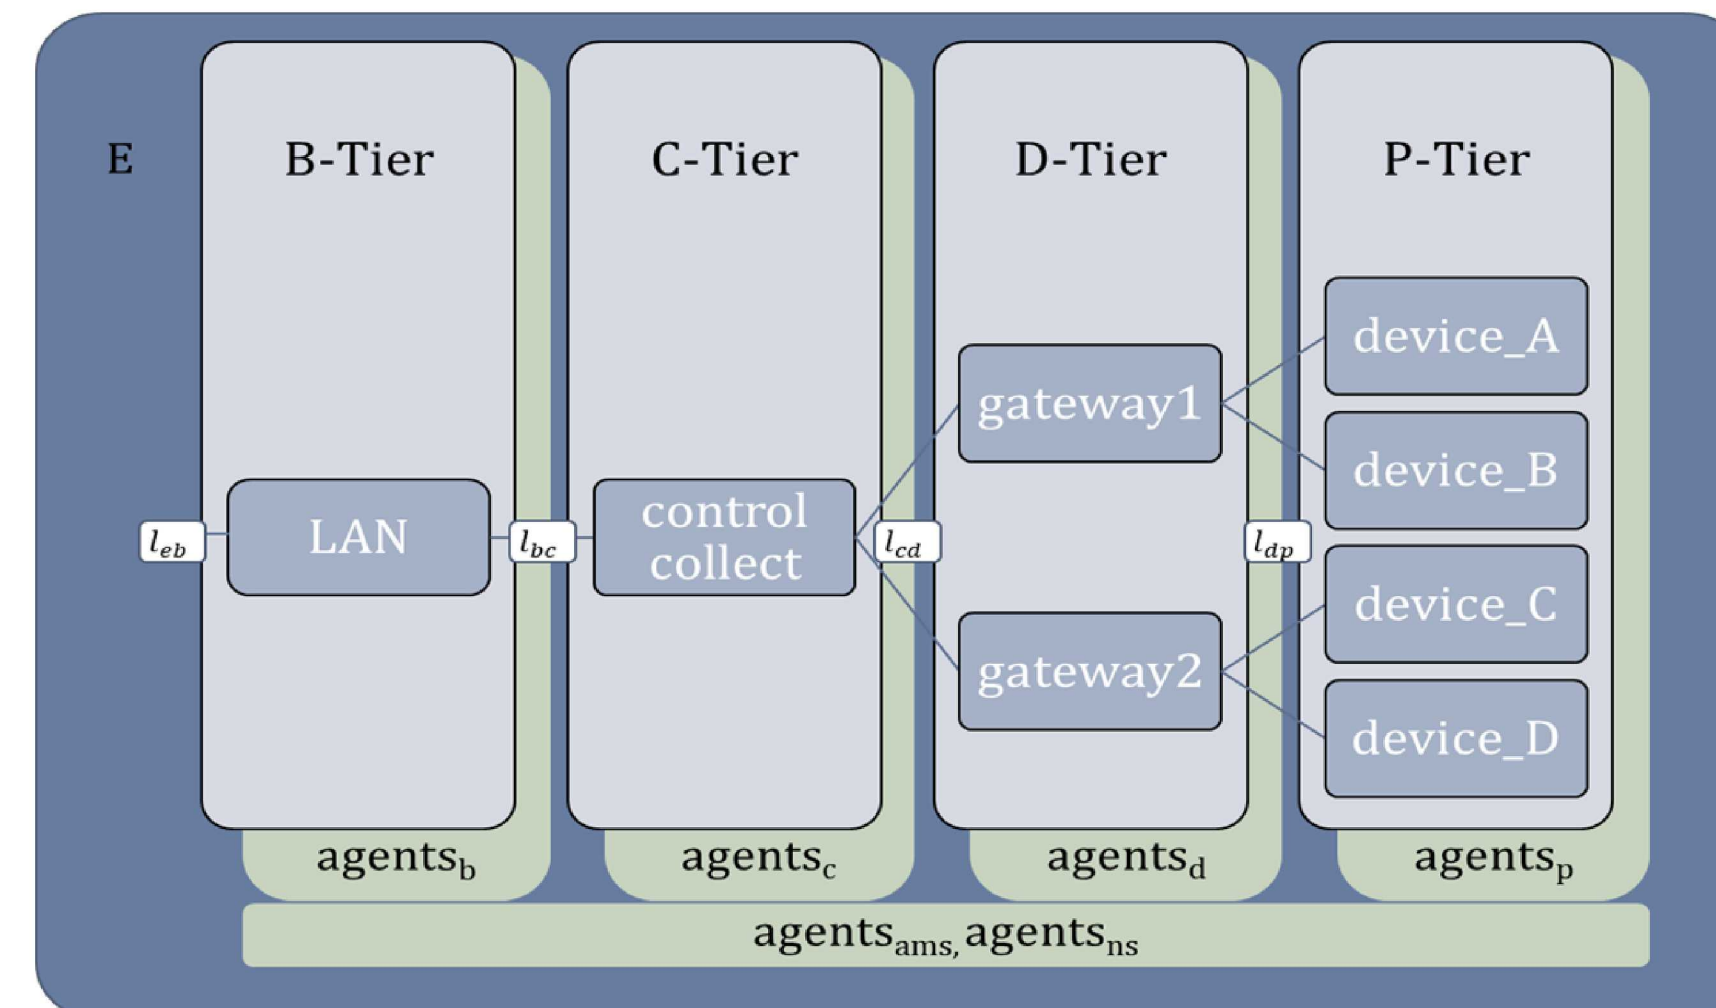 E
B-Tier
C-Tier
D-Tier
P-Tier
l_eb
LAN
l_bc
control
collect
l_cd
gateway1
gateway2
l_dp
device_A
device_B
device_C
device_D
agents_b
agents_c
agents_d
agents_p
agents_ams, agents_ns